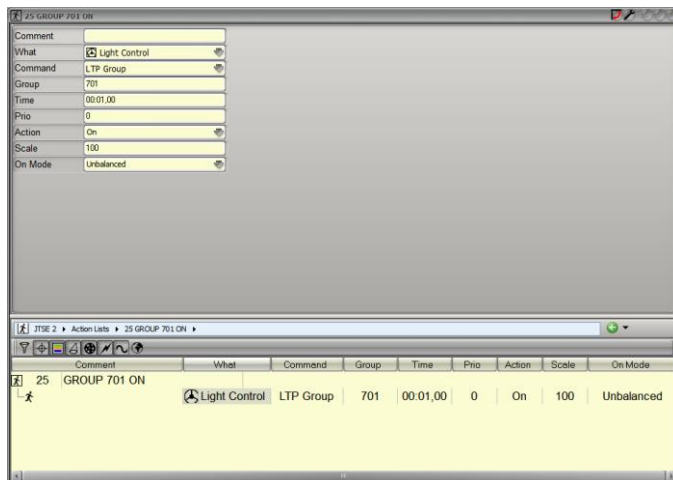 25 GROUP 701 ON
Comment
What Light Control
Command LTP Group
Group 701
Time 00:01,00
Prio 0
Action On
Scale 100
On Mode Unbalanced
JTSE 2 Action Lists 25 GROUP 701 ON
Comment What Command Group Time Prio Action Scale On Mode
25 GROUP 701 ON
Light Control LTP Group 701 00:01,00 0 On 100 Unbalanced